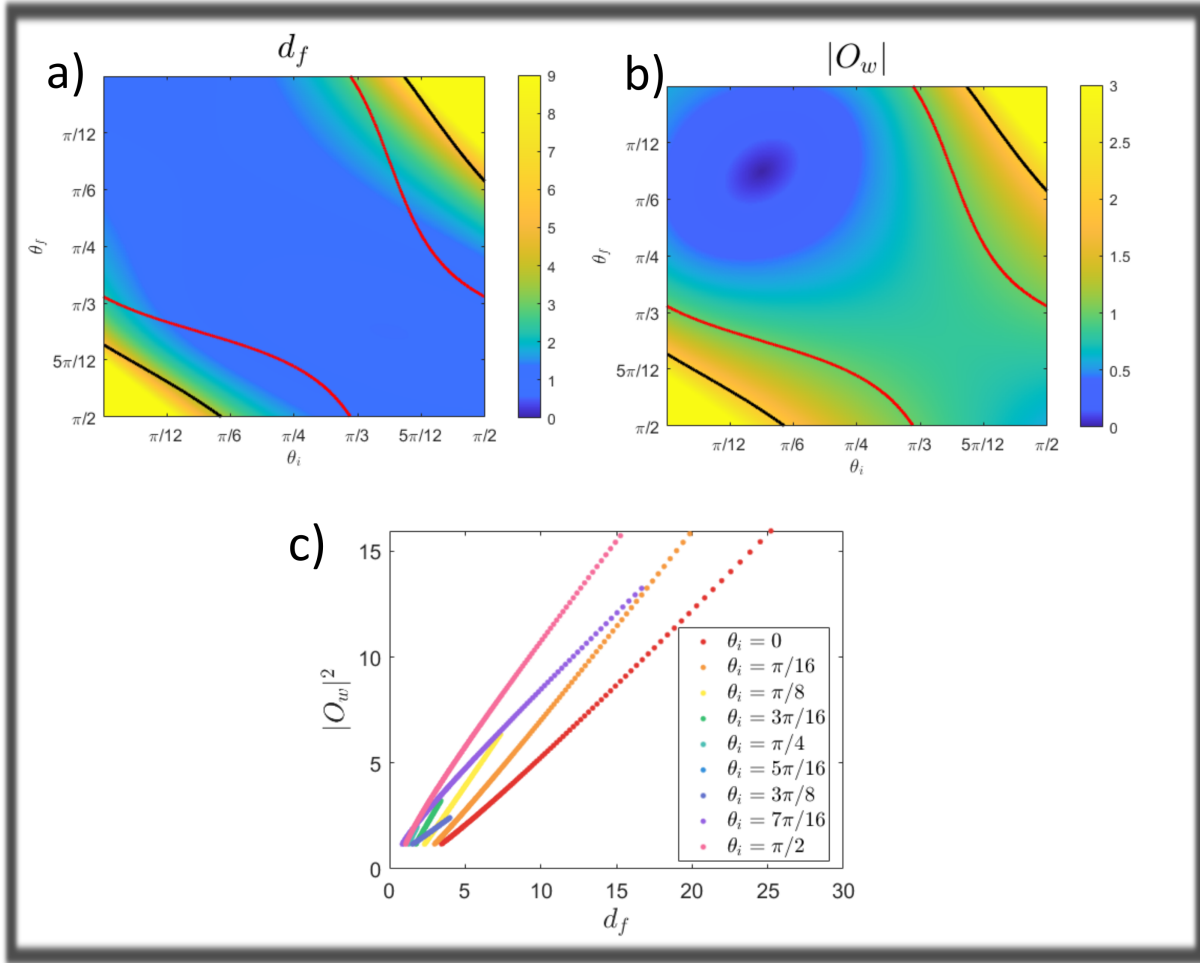 a)
d_f
π/12
π/6
π/4
π/3
5π/12
π/2
θ_f
π/12
π/6
π/4
π/3
5π/12
π/2
θ_i
9
8
7
6
5
4
3
2
1
0
b)
|O_w|
π/12
π/6
π/4
π/3
5π/12
π/2
θ_f
π/12
π/6
π/4
π/3
5π/12
π/2
θ_i
3
2.5
2
1.5
1
0.5
0
c)
|O_w|^2
15
10
5
0
0 5 10 15 20 25 30
d_f
θ_i = 0
θ_i = π/16
θ_i = π/8
θ_i = 3π/16
θ_i = π/4
θ_i = 5π/16
θ_i = 3π/8
θ_i = 7π/16
θ_i = π/2